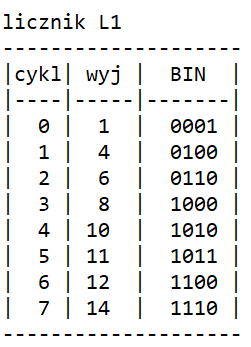 licznik L1
--------------------
|cykl| wyj |  BIN  |
|----|-----|-------|
|  0 |  1  |  0001 |
|  1 |  4  |  0100 |
|  2 |  6  |  0110 |
|  3 |  8  |  1000 |
|  4 | 10  |  1010 |
|  5 | 11  |  1011 |
|  6 | 12  |  1100 |
|  7 | 14  |  1110 |
--------------------